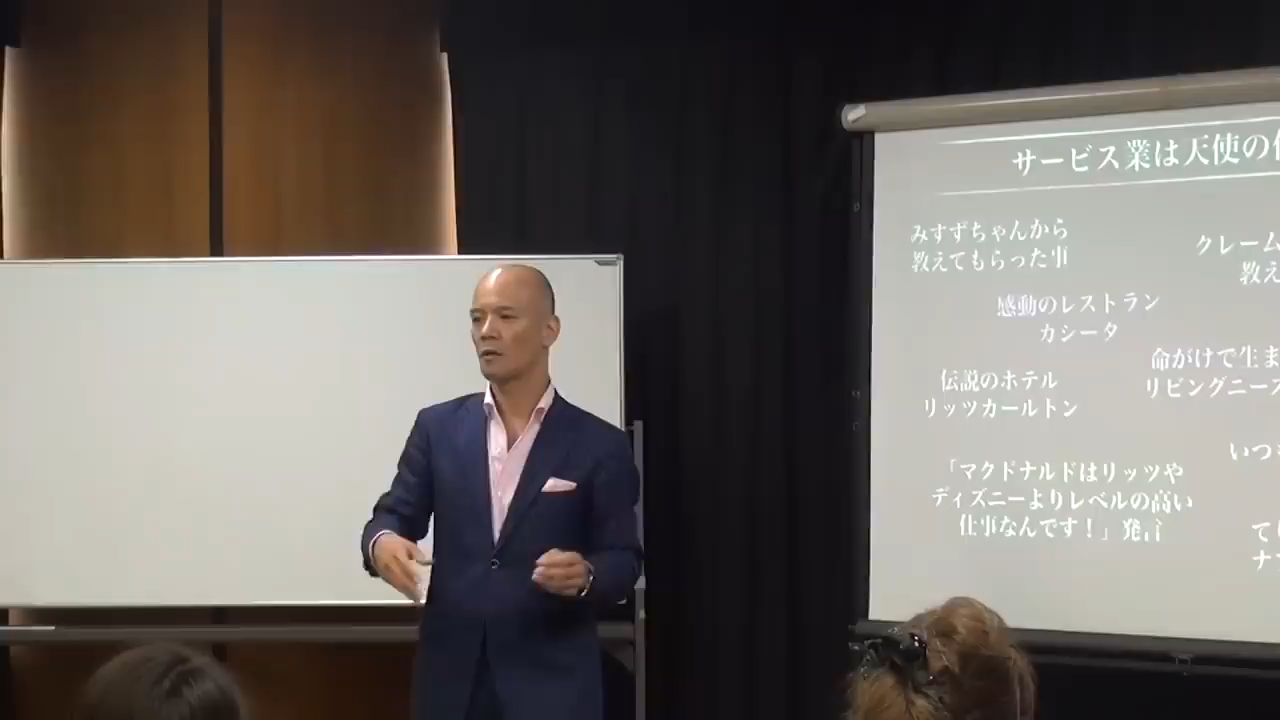 サービス業は天使の
みすずちゃんから
教えてもらった事
クレーム
教え
感動のレストラン
カシータ
命がけで生ま
リビングニーズ
伝説のホテル
リッツカールトン
いつ
「マクドナルドはリッツや
ディズニーよりレベルの高い
仕事なんです！」発言
て
ナ